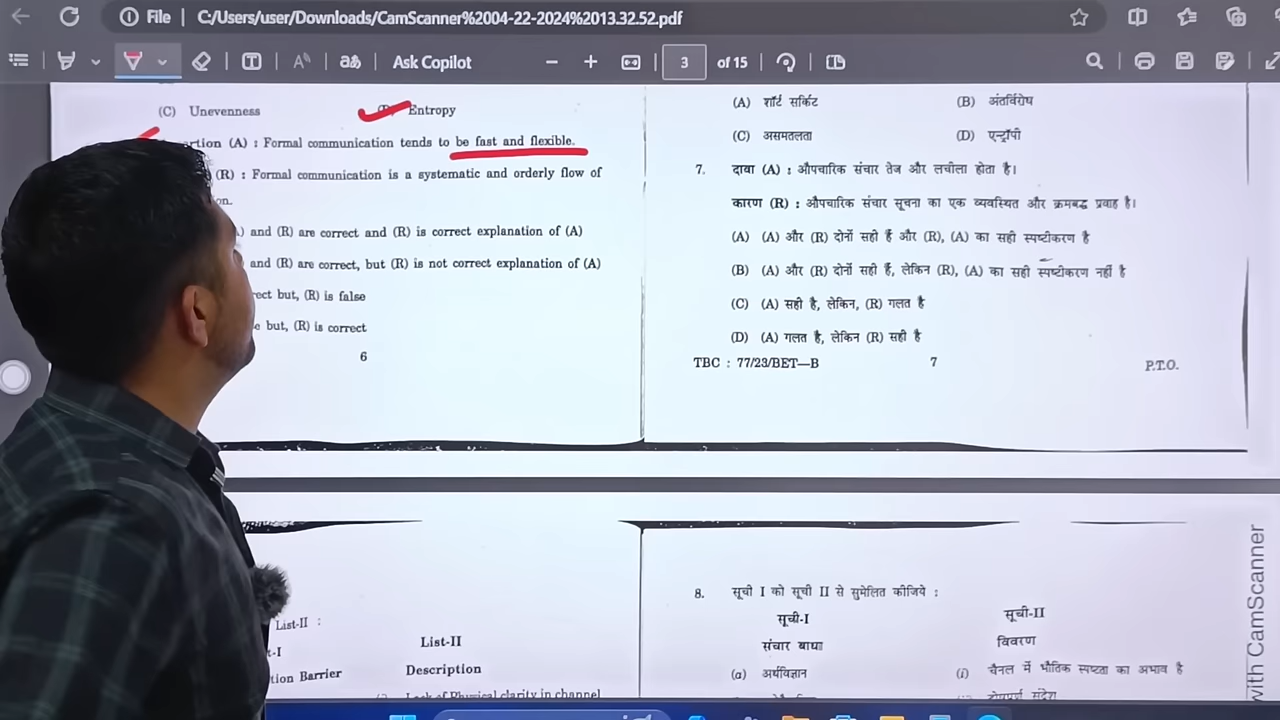 File C:/Users/user/Downloads/CamScanner%2004-22-2024%2013.32.52.pdf
Ask Copilot 3 of 15
(C) Unevenness Entropy
(A) : Formal communication tends to be fast and flexible.
(R) : Formal communication is a systematic and orderly flow of
and (R) are correct and (R) is correct explanation of (A)
and (R) are correct, but (R) is not correct explanation of (A)
but, (R) is false
but, (R) is correct
6
(A) शॉर्ट सर्किट (B) अंतर्विरोध
(C) असमतलता (D) एन्ट्रॉपी
7. दावा (A) : औपचारिक संचार तेज और लचीला होता है।
कारण (R) : औपचारिक संचार सूचना का एक व्यवस्थित और क्रमबद्ध प्रवाह है।
(A) (A) और (R) दोनों सही हैं और (R), (A) का सही स्पष्टीकरण है
(B) (A) और (R) दोनों सही हैं, लेकिन (R), (A) का सही स्पष्टीकरण नहीं है
(C) (A) सही है, लेकिन, (R) गलत है
(D) (A) गलत है, लेकिन (R) सही है
TBC : 77/23/BET—B 7 P.T.O.
List-II :
List-II
Barrier Description
Lack of Physical clarity in channel
8. सूची I को सूची II से सुमेलित कीजिये :
सूची-I सूची-II
संचार बाधा विवरण
(a) अर्थविज्ञान (i) चैनल में भौतिक स्पष्टता का अभाव है
with CamScanner